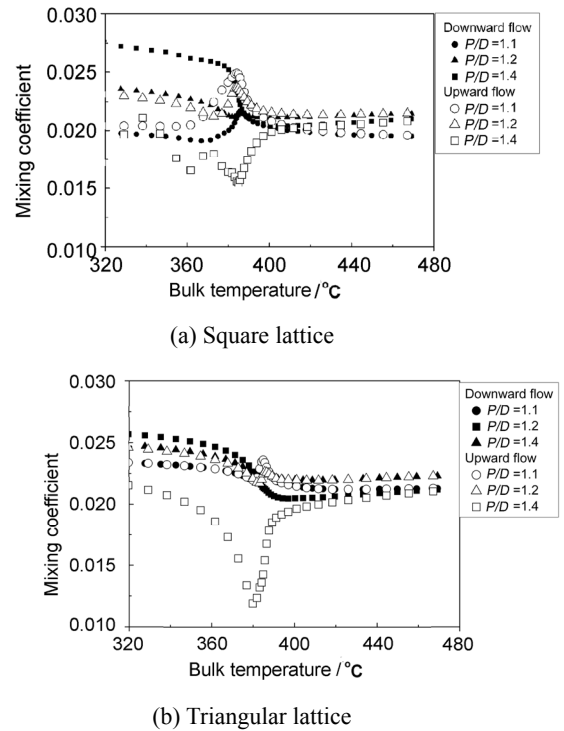 0.030
0.025
0.020
0.015
0.010
Mixing coefficient
320 360 400 440 480
Bulk temperature /°C
Downward flow
P/D =1.1
P/D =1.2
P/D =1.4
Upward flow
P/D =1.1
P/D =1.2
P/D =1.4
(a) Square lattice
0.030
0.025
0.020
0.015
0.010
Mixing coefficient
320 360 400 440 480
Bulk temperature /°C
Downward flow
P/D =1.1
P/D =1.2
P/D =1.4
Upward flow
P/D =1.1
P/D =1.2
P/D =1.4
(b) Triangular lattice